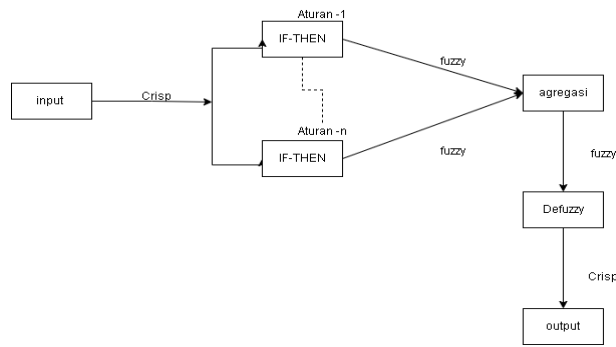 Aturan -1
IF-THEN
fuzzy
input
Crisp
agregasi
Aturan -n
IF-THEN
fuzzy
fuzzy
Defuzzy
Crisp
output